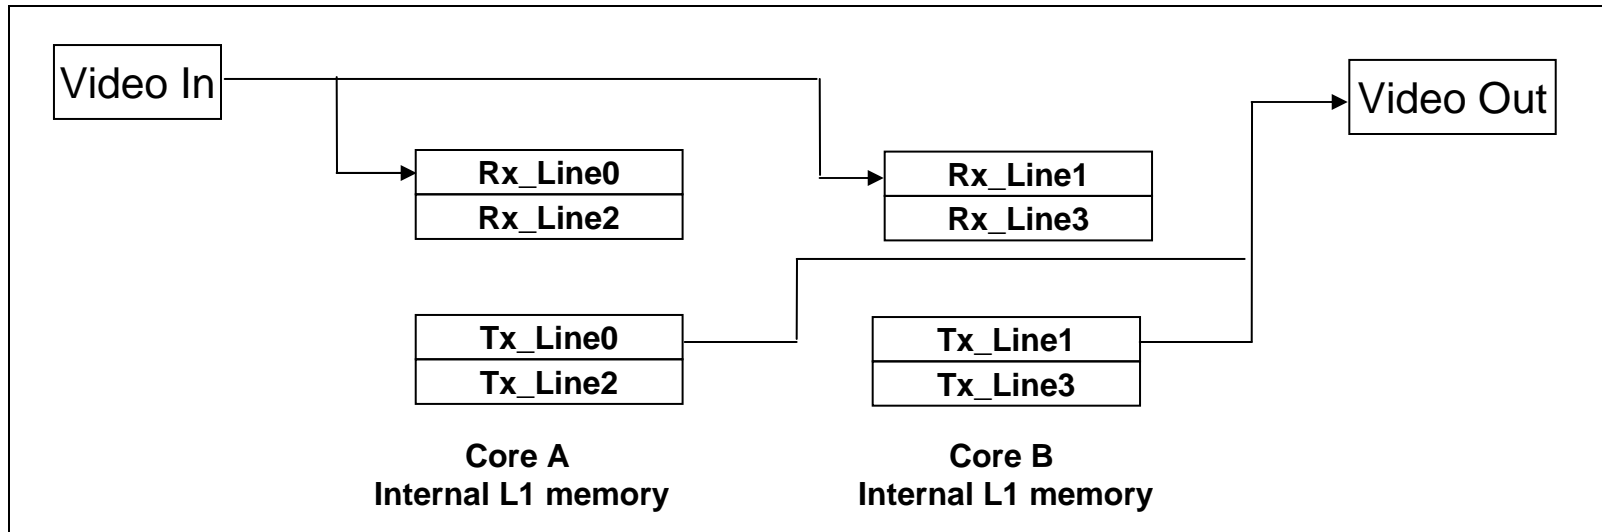 Video In
Video Out
Rx_Line0
Rx_Line2
Rx_Line1
Rx_Line3
Tx_Line0
Tx_Line2
Tx_Line1
Tx_Line3
Core A
Internal L1 memory
Core B
Internal L1 memory